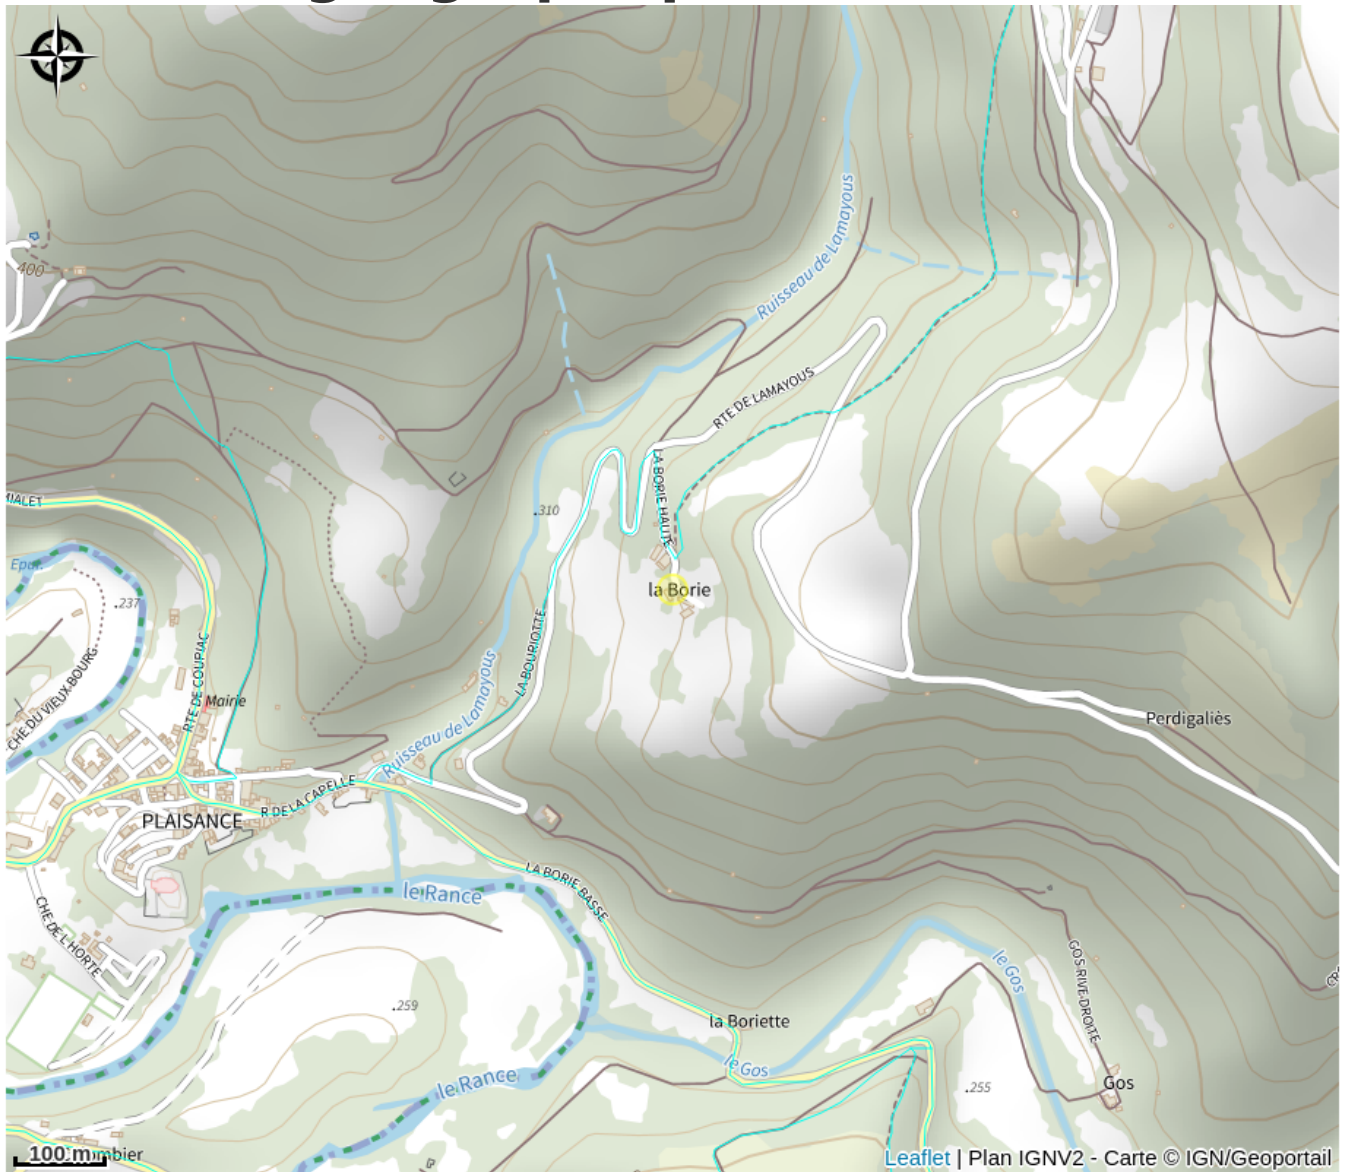 Ruisseau de Lamayous
400
RTE DE LAMAYOUS
LA BORIE HAUTE
MIALET
.310
Epur.
.237
la Borie
LA BOURIOTTE
RTE DE COUPIAC
CHE DU VIEUX-BOURG
Mairie
Ruisseau de Lamayous
Perdigaliès
R DE LA CAPELLE
PLAISANCE
LA BORIE BASSE
le Rance
CHE DE L'HORTE
le Gos
GOS-RIVE-DROITE
.259
la Boriette
le Gos
le Rance
.255
Gos
100 m
mbier
Leaflet | Plan IGNV2 - Carte © IGN/Geoportail